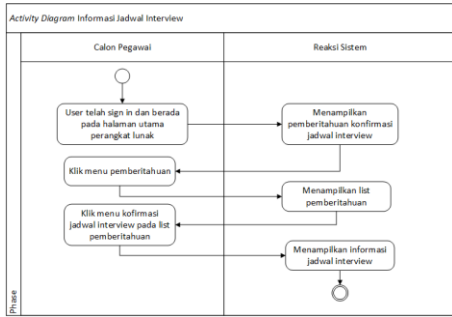 Activity Diagram Informasi Jadwal Interview
Calon Pegawai
Reaksi Sistem
User telah sign in dan berada
pada halaman utama
perangkat lunak
Menampilkan
pemberitahuan konfirmasi
jadwal interview
Klik menu pemberitahuan
Menampilkan list
pemberitahuan
Klik menu kofirmasi
jadwal interview pada list
pemberitahuan
Menampilkan informasi
jadwal interview
Phase